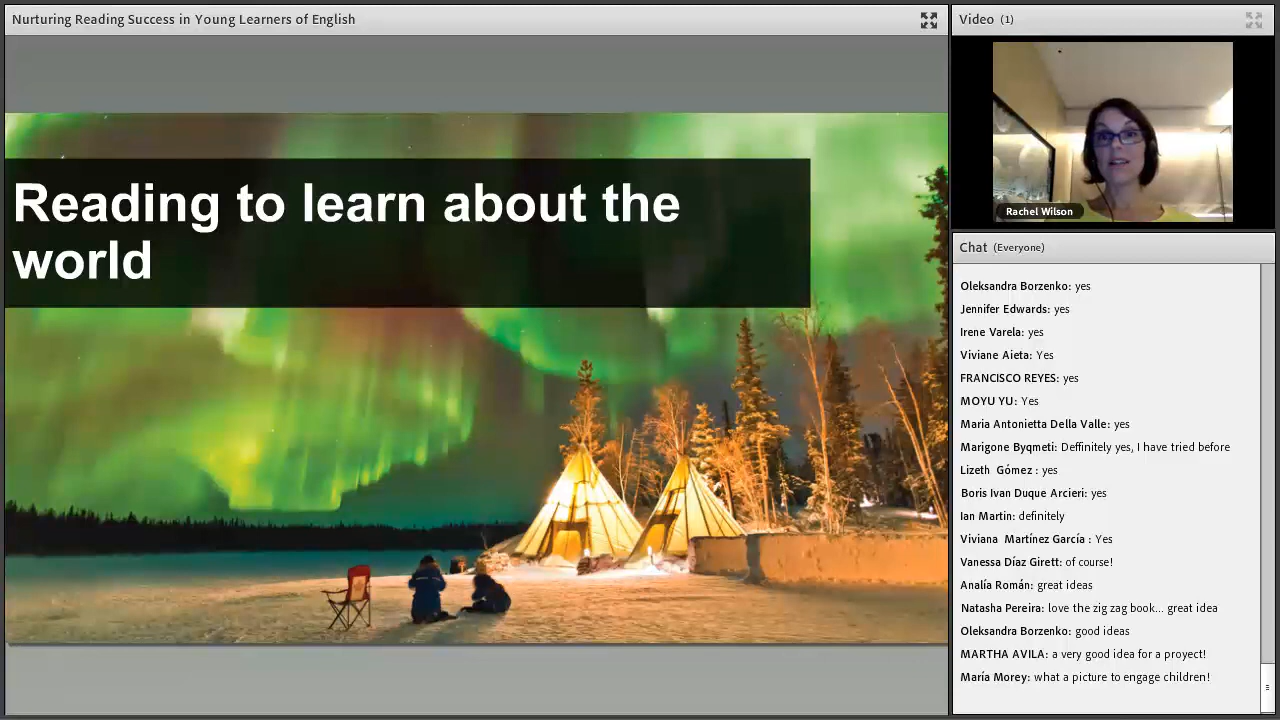 Nurturing Reading Success in Young Learners of English
Reading to learn about the
world
Video (1)
Rachel Wilson
Chat (Everyone)
Oleksandra Borzenko: yes
Jennifer Edwards: yes
Irene Varela: yes
Viviane Aieta: Yes
FRANCISCO REYES: yes
MOYU YU: Yes
Maria Antonietta Della Valle: yes
Marigone Byqmeti: Deffinitely yes, I have tried before
Lizeth Gómez : yes
Boris Ivan Duque Arcieri: yes
Ian Martin: definitely
Viviana Martínez García : Yes
Vanessa Díaz Girett: of course!
Analía Román: great ideas
Natasha Pereira: love the zig zag book... great idea
Oleksandra Borzenko: good ideas
MARTHA AVILA: a very good idea for a proyect!
María Morey: what a picture to engage children!